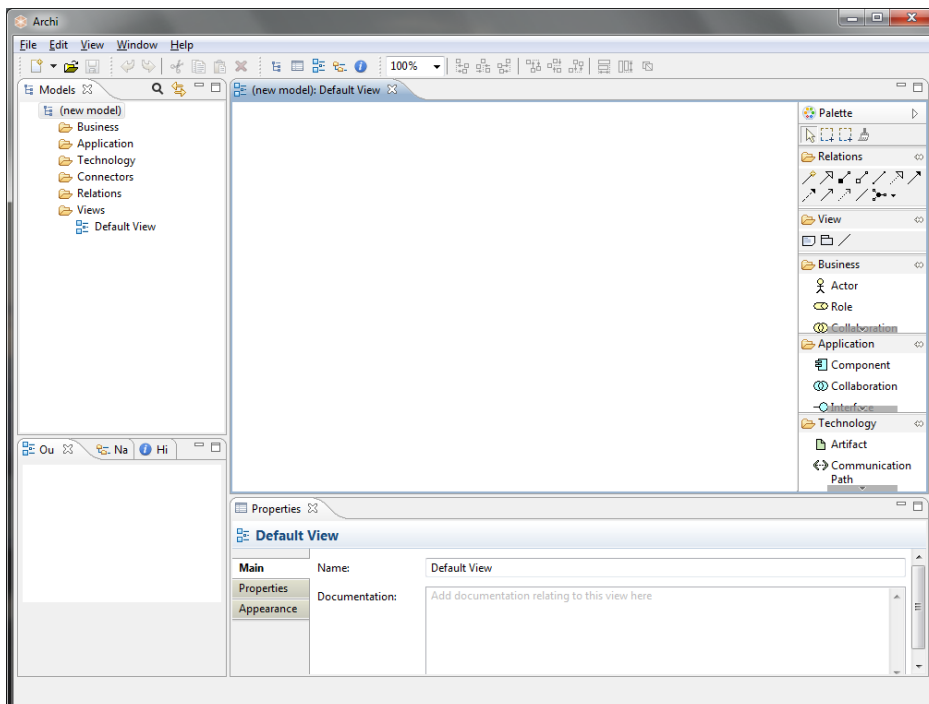 Archi
File Edit View Window Help
100%
Models
(new model)
Business
Application
Technology
Connectors
Relations
Views
Default View
(new model): Default View
Palette
Relations
View
Business
Actor
Role
Collaboration
Application
Component
Collaboration
Interface
Technology
Artifact
Communication
Path
Ou Na Hi
Properties
Default View
Main
Properties
Appearance
Name: Default View
Documentation: Add documentation relating to this view here